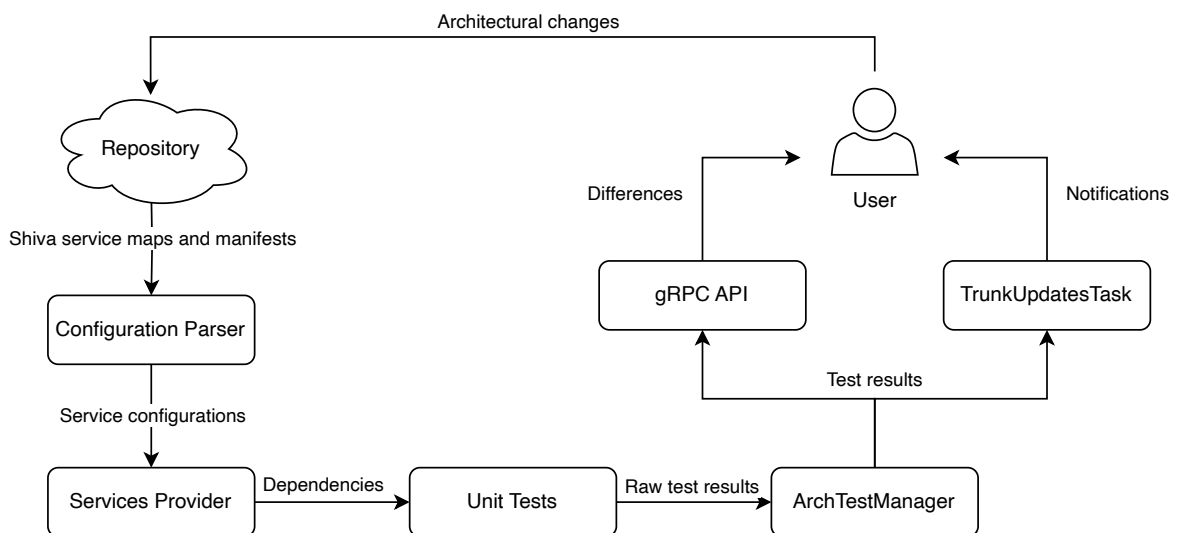 Architectural changes
Repository
Differences
User
Notifications
Shiva service maps and manifests
gRPC API
TrunkUpdatesTask
Configuration Parser
Test results
Service configurations
Dependencies
Raw test results
Services Provider
Unit Tests
ArchTestManager